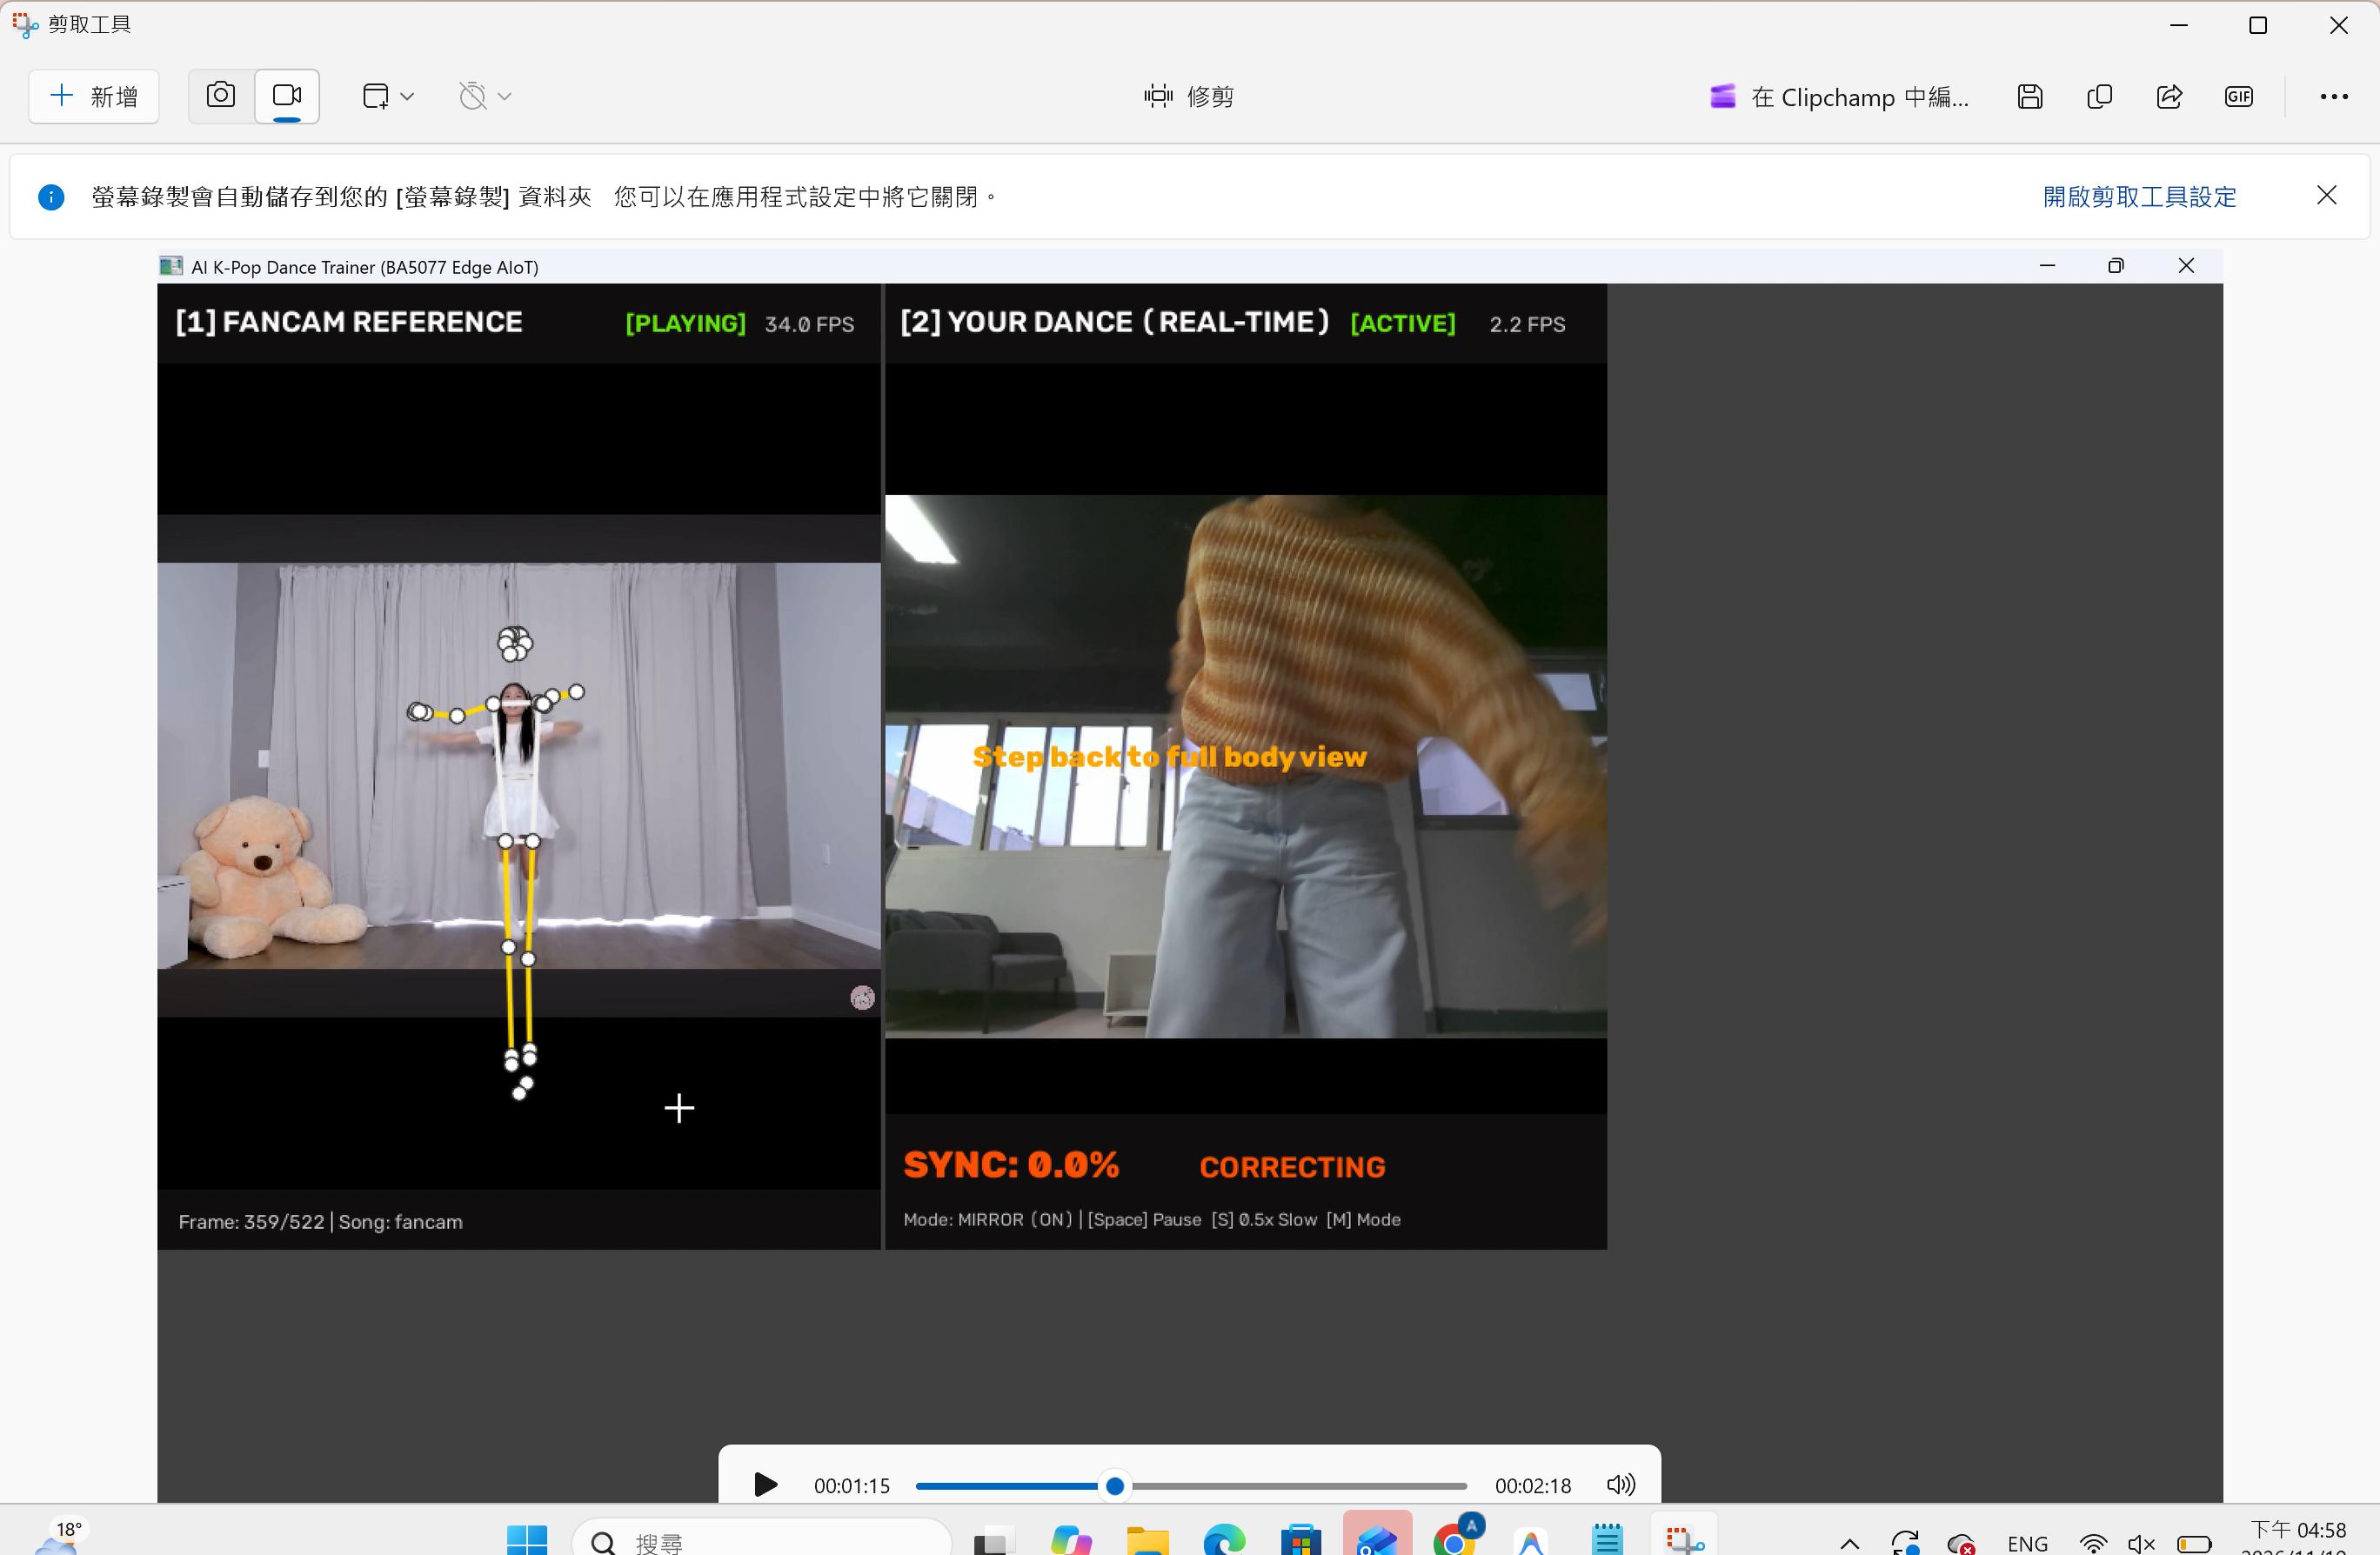 剪取工具
新增
修剪
在 Clipchamp 中編...
GIF
螢幕錄製會自動儲存到您的 [螢幕錄製] 資料夾 您可以在應用程式設定中將它關閉。
開啟剪取工具設定
AI K-Pop Dance Trainer (BA5077 Edge AIoT)
[1] FANCAM REFERENCE [PLAYING] 34.0 FPS
[2] YOUR DANCE (REAL-TIME) [ACTIVE] 2.2 FPS
Step back to full body view
SYNC: 0.0% CORRECTING
Frame: 359/522 | Song: fancam
Mode: MIRROR (ON) | [Space] Pause [S] 0.5x Slow [M] Mode
00:01:15
00:02:18
18°
搜尋
A
ENG
下午 04:58